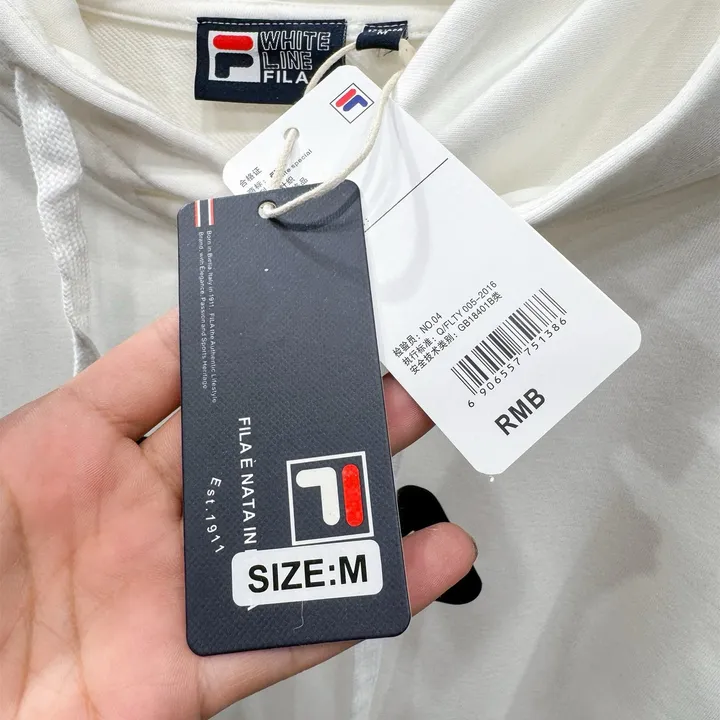 WHITE
LINE
FILA
合格证
special
检验员: NO.04
执行标准: Q/FLTY 005-2016
安全技术类别: GB18401B类
6 906557 751386
RMB
Born in Biella, Italy in 1911. FILA the Authentic Lifestyle
Brand, with Elegance, Passion and Sports Heritage
FILA È NATA IN
Est.1911
SIZE:M